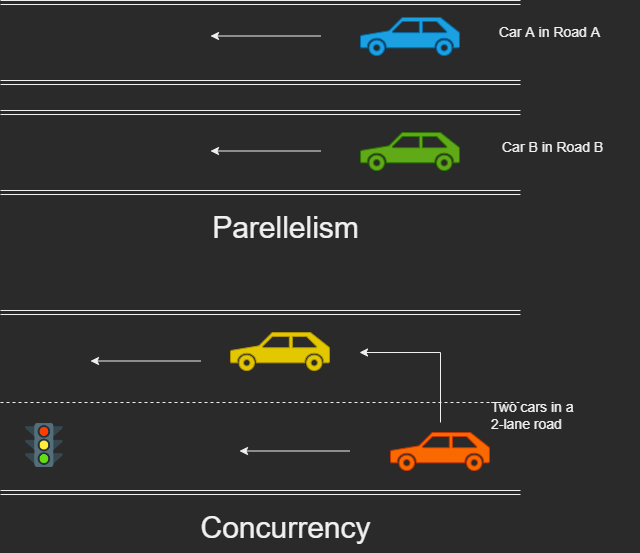 Car A in Road A
Car B in Road B
Parellelism
Two cars in a
2-lane road
Concurrency